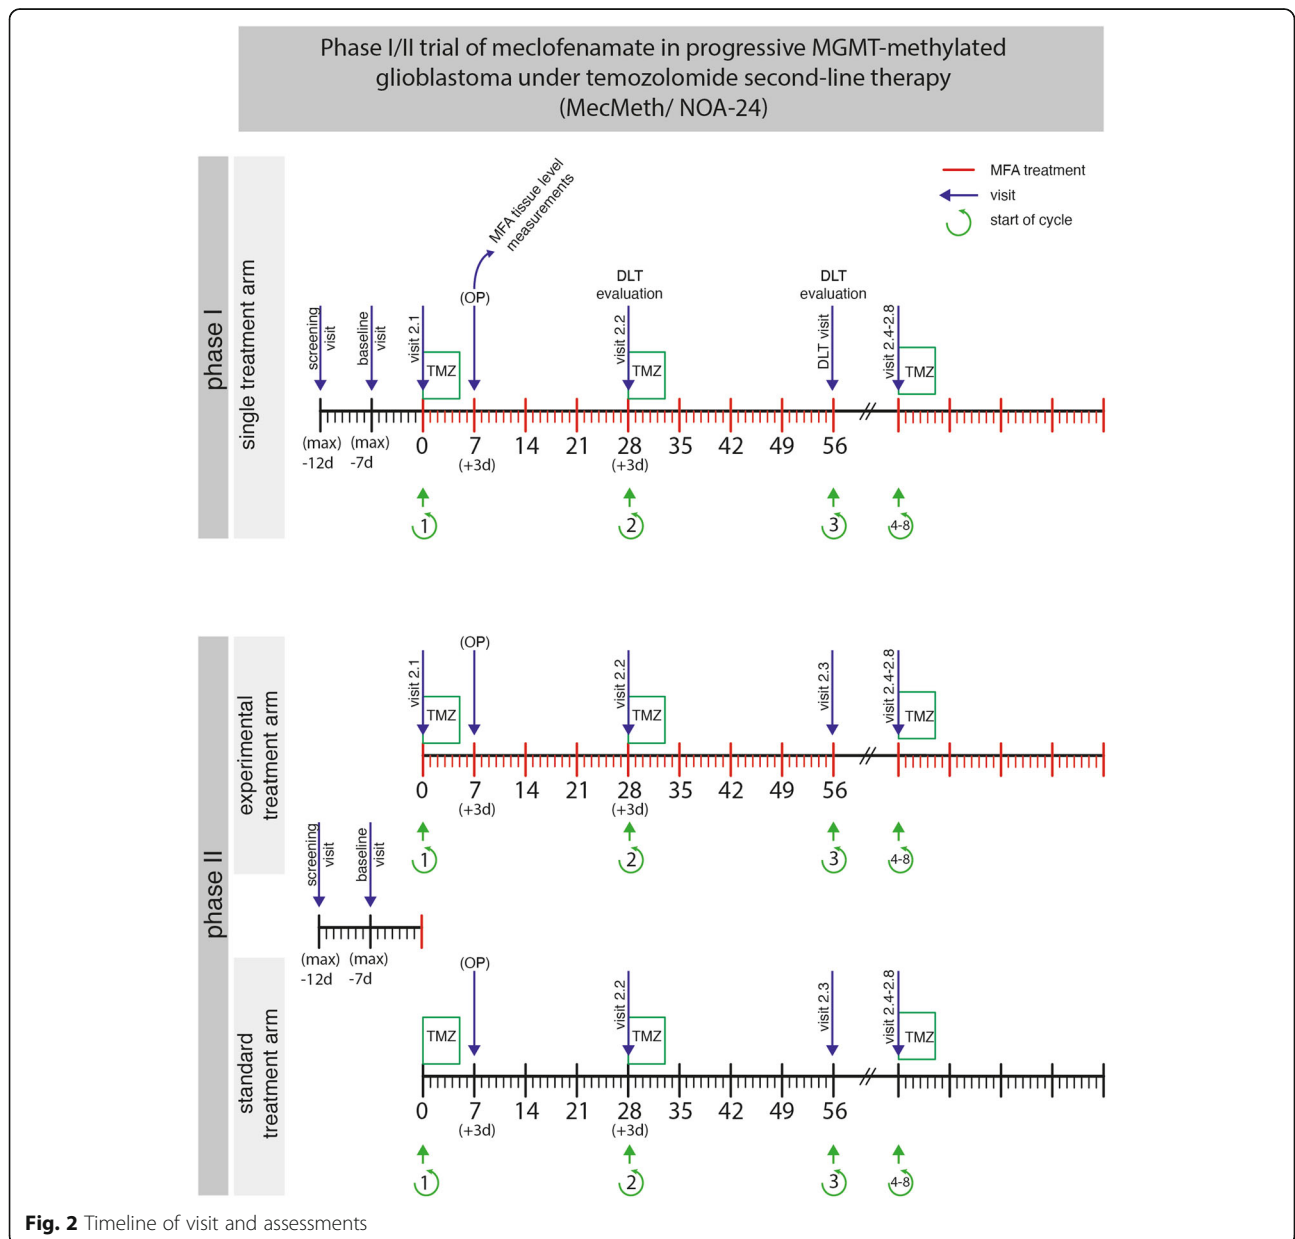 Phase I/II trial of meclofenamate in progressive MGMT-methylated
glioblastoma under temozolomide second-line therapy
(MecMeth/ NOA-24)
MFA treatment
visit
start of cycle
phase I
single treatment arm
MFA tissue level
measurements
DLT
evaluation
DLT
evaluation
(OP)
screening
visit
baseline
visit
visit 2.1
TMZ
visit 2.2
TMZ
DLT visit
visit 2.4-2.8
TMZ
(max)
-12d
(max)
-7d
0 7 14 21 28 35 42 49 56
(+3d) (+3d)
1 2 3 4-8
phase II
experimental
treatment arm
(OP)
visit 2.1
TMZ
visit 2.2
TMZ
visit 2.3
visit 2.4-2.8
TMZ
0 7 14 21 28 35 42 49 56
(+3d) (+3d)
1 2 3 4-8
screening
visit
baseline
visit
(max)
-12d
(max)
-7d
standard
treatment arm
(OP)
TMZ
visit 2.2
TMZ
visit 2.3
visit 2.4-2.8
TMZ
0 7 14 21 28 35 42 49 56
(+3d) (+3d)
1 2 3 4-8
Fig. 2 Timeline of visit and assessments